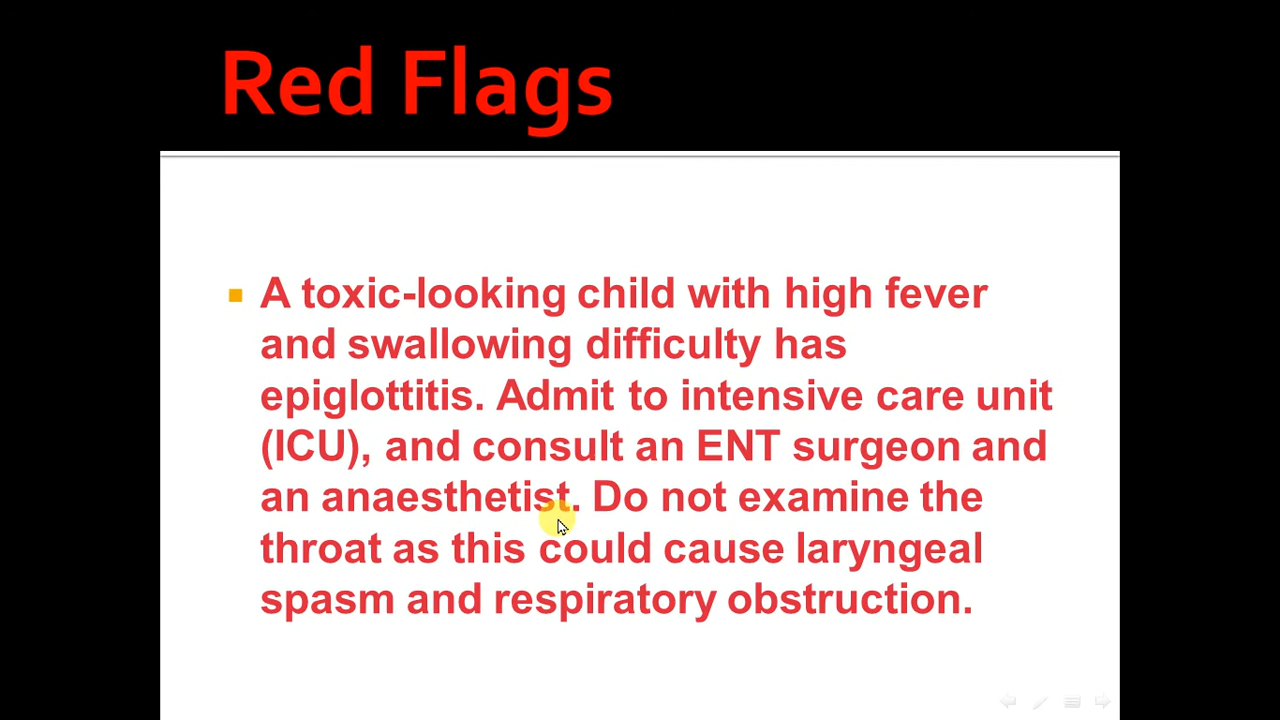 Red Flags
A toxic-looking child with high fever
and swallowing difficulty has
epiglottitis. Admit to intensive care unit
(ICU), and consult an ENT surgeon and
an anaesthetist. Do not examine the
throat as this could cause laryngeal
spasm and respiratory obstruction.